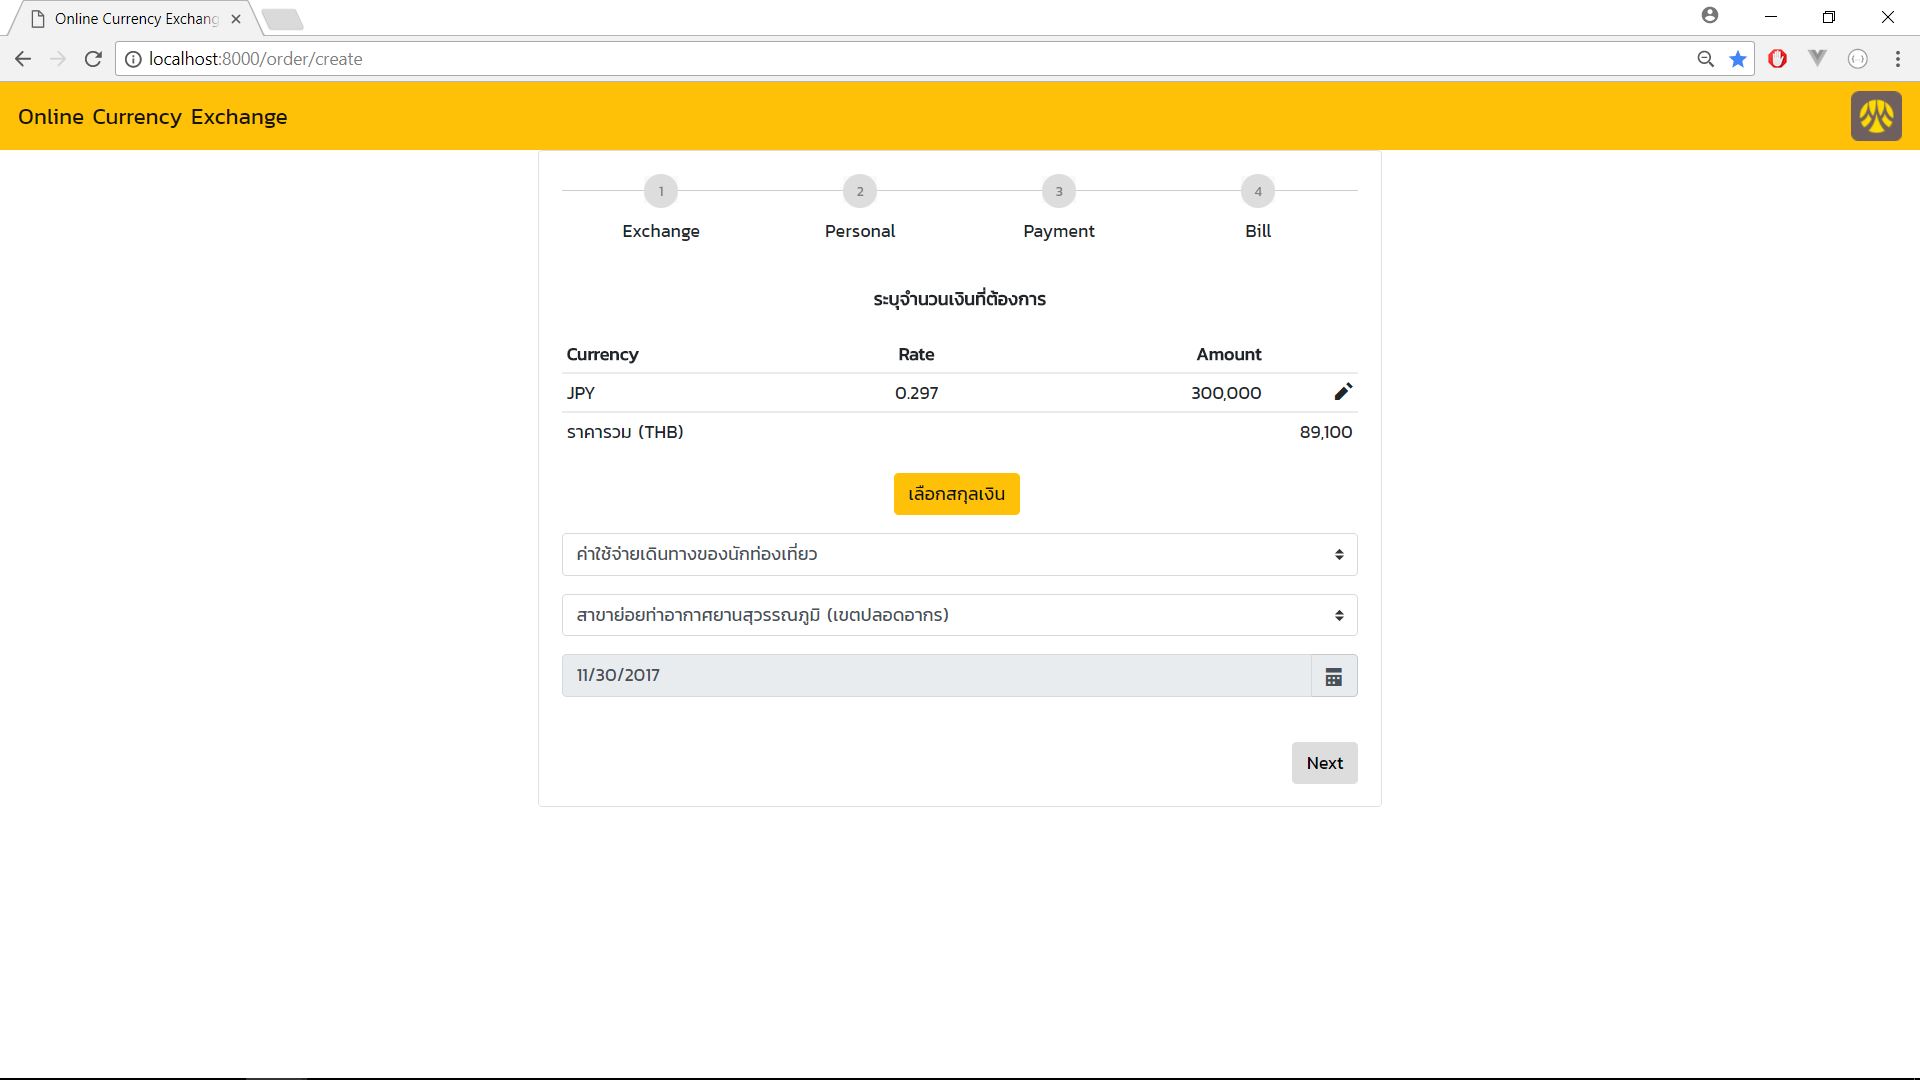 Online Currency Exchang
localhost:8000/order/create
Online Currency Exchange
1 2 3 4
Exchange Personal Payment Bill
ระบุจำนวนเงินที่ต้องการ
Currency Rate Amount
JPY 0.297 300,000
ราคารวม (THB) 89,100
เลือกสกุลเงิน
ค่าใช้จ่ายเดินทางของนักท่องเที่ยว
สาขาย่อยท่าอากาศยานสุวรรณภูมิ (เขตปลอดอากร)
11/30/2017
Next